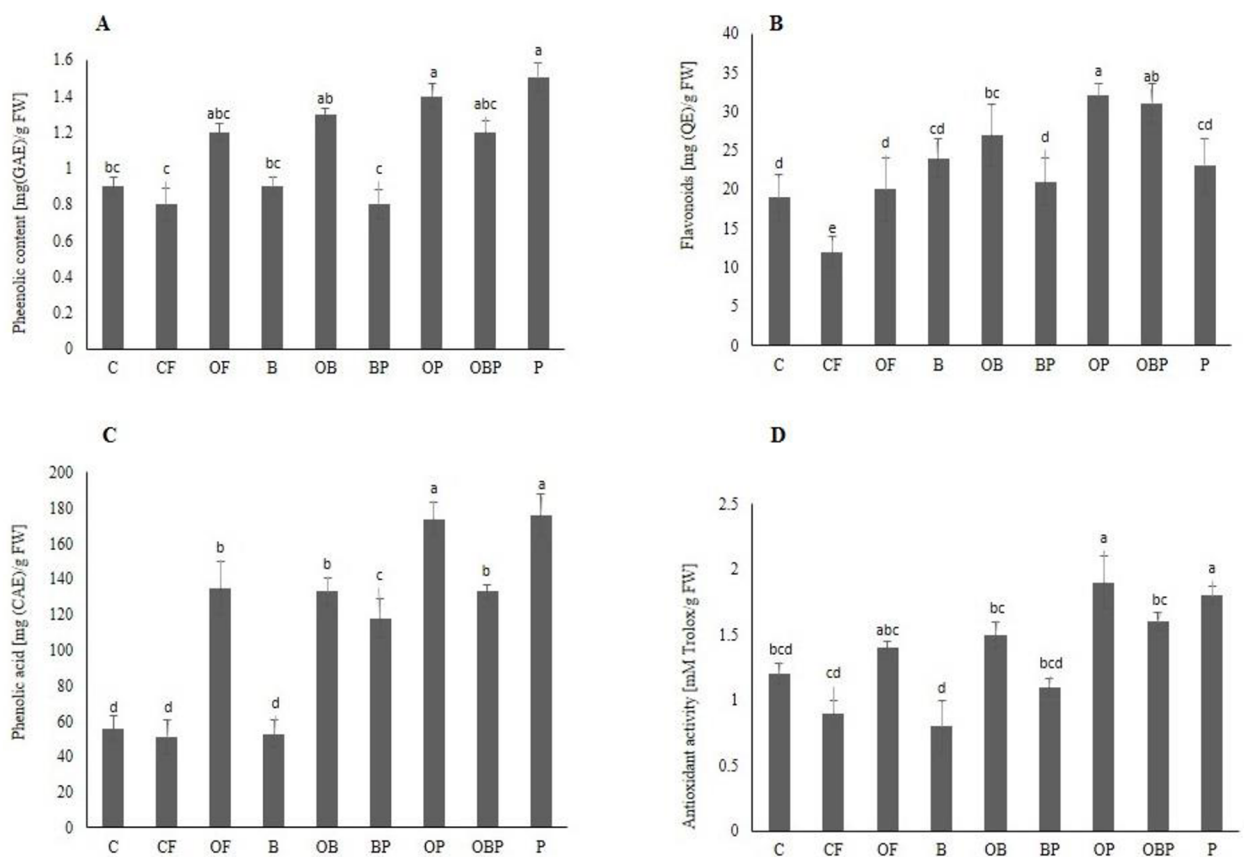 A
Pheenolic content [mg(GAE)/g FW]
1.6
1.4
1.2
1
0.8
0.6
0.4
0.2
0
bc
c
abc
bc
ab
c
a
abc
a
C CF OF B OB BP OP OBP P
B
Flavonoids [mg (QE)/g FW]
40
35
30
25
20
15
10
5
0
d
e
d
cd
bc
d
a
ab
cd
C CF OF B OB BP OP OBP P
C
Phenolic acid [mg (CAE)/g FW]
200
180
160
140
120
100
80
60
40
20
0
d
d
b
d
b
c
a
b
a
C CF OF B OB BP OP OBP P
D
Antioxidant activity [mM Trolox/g FW]
2.5
2
1.5
1
0.5
0
bcd
cd
abc
d
bc
bcd
a
bc
a
C CF OF B OB BP OP OBP P